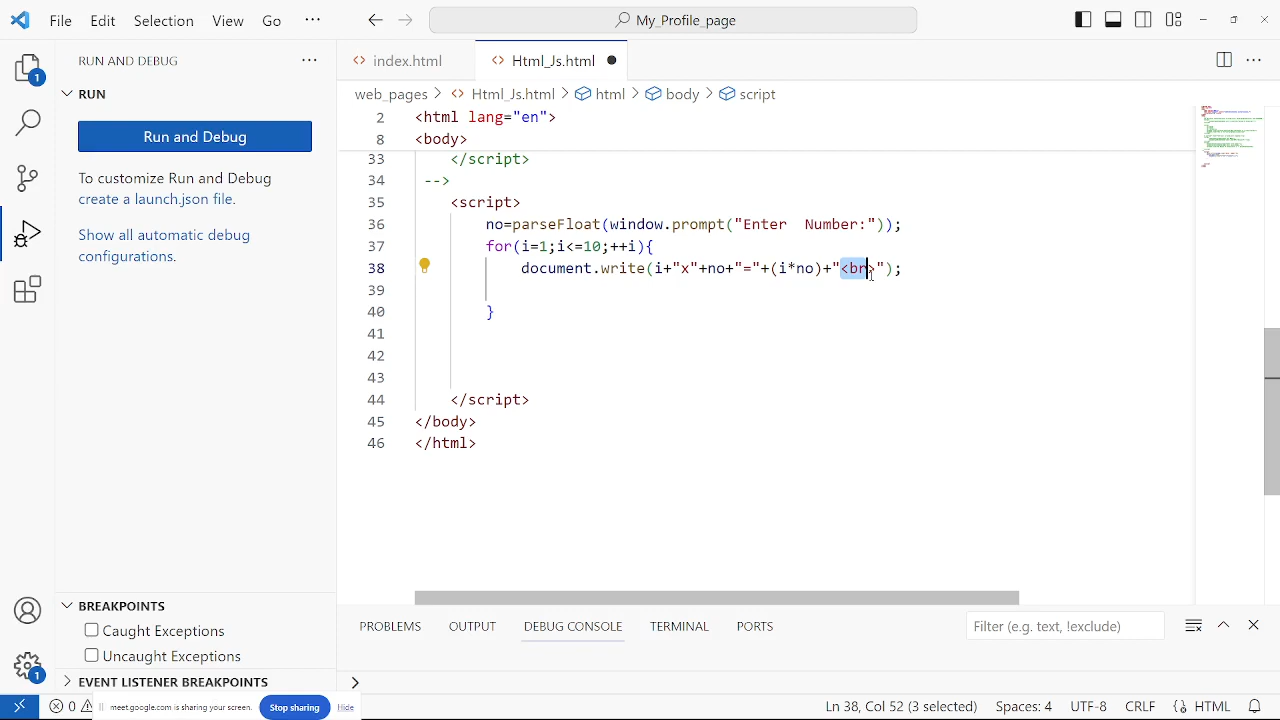 File Edit Selection View Go ··· My_Profile_page
RUN AND DEBUG ···
index.html Html_Js.html
1
RUN
web_pages > Html_Js.html > html > body > script
Run and Debug
To customize Run and Debug
create a launch.json file.
Show all automatic debug
configurations.
2 <html lang="en">
8 <body>
33 </script>
34 -->
35 <script>
36 no=parseFloat(window.prompt("Enter  Number:"));
37 for(i=1;i<=10;++i){
38 document.write(i+"x"+no+"="+(i*no)+"<br>");
39
40 }
41
42
43
44 </script>
45 </body>
46 </html>
BREAKPOINTS
Caught Exceptions
Uncaught Exceptions
EVENT LISTENER BREAKPOINTS
1
PROBLEMS OUTPUT DEBUG CONSOLE TERMINAL PORTS Filter (e.g. text, !exclude)
>
0 meet.google.com is sharing your screen. Stop sharing Hide
Ln 38, Col 52 (3 selected) Spaces: 4 UTF-8 CRLF HTML